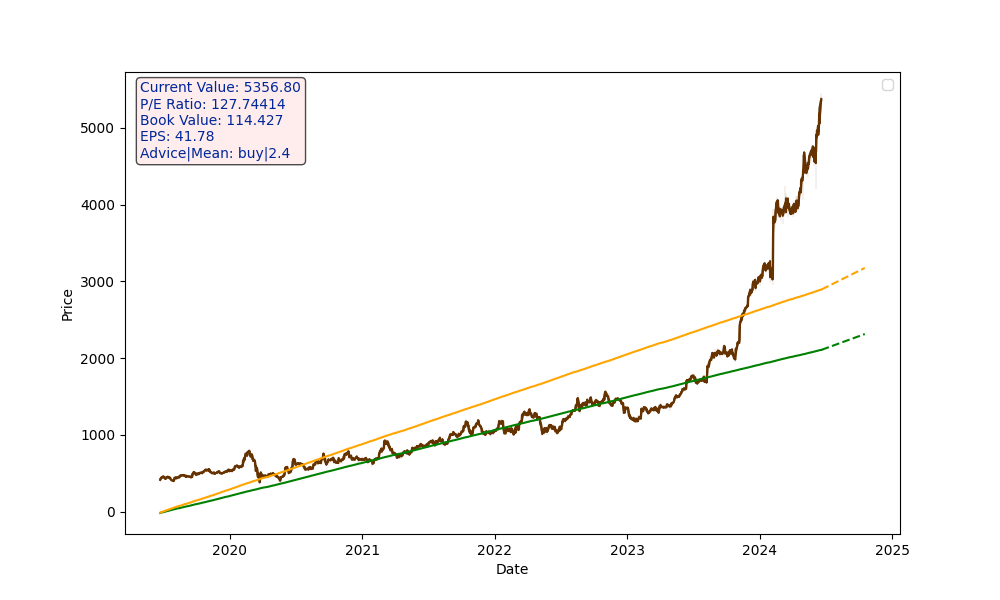 Current Value: 5356.80
P/E Ratio: 127.74414
Book Value: 114.427
EPS: 41.78
Advice|Mean: buy|2.4
5000
4000
3000
2000
1000
0
Price
2020 2021 2022 2023 2024 2025
Date